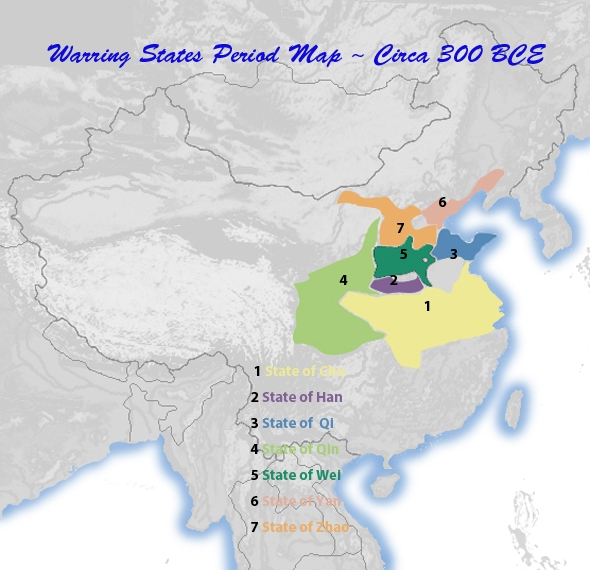 Warring States Period Map ~ Circa 300 BCE
6
7
5
3
4
2
1
1 State of Chu
2 State of Han
3 State of Qi
4 State of Qin
5 State of Wei
6 State of Yan
7 State of Zhao